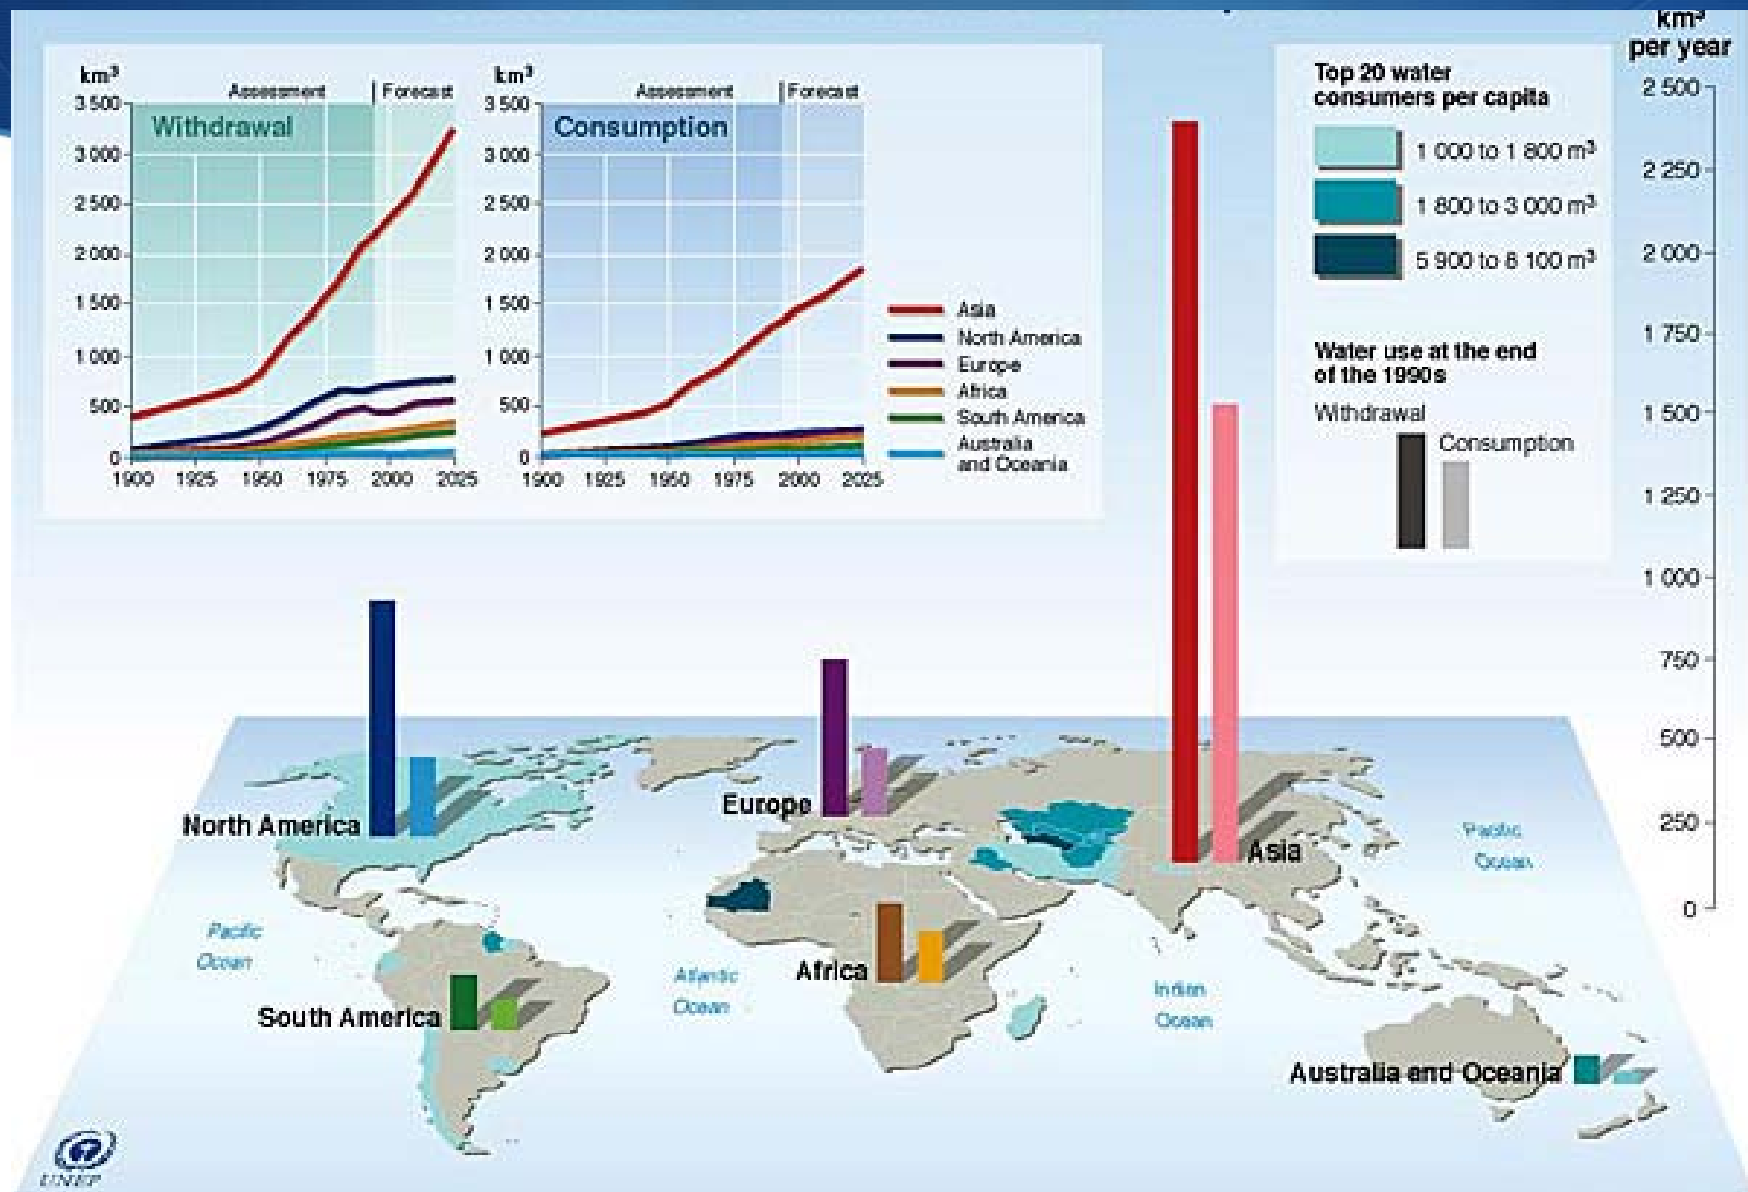 km³
per year
2 500
2 250
2 000
1 750
1 500
1 250
1 000
750
500
250
0
km³
Assessment
Forecast
3 500
3 000
2 500
2 000
1 500
1 000
500
0
Withdrawal
1900 1925 1950 1975 2000 2025
km³
Assessment
Forecast
3 500
3 000
2 500
2 000
1 500
1 000
500
0
Consumption
1900 1925 1950 1975 2000 2025
Asia
North America
Europe
Africa
South America
Australia
and Oceania
Top 20 water
consumers per capita
1 000 to 1 800 m³
1 800 to 3 000 m³
5 900 to 8 100 m³
Water use at the end
of the 1990s
Withdrawal
Consumption
North America
Europe
Asia
Pacific
Ocean
Pacific
Ocean
Atlantic
Ocean
Africa
Indian
Ocean
South America
Australia and Oceania
UNEP